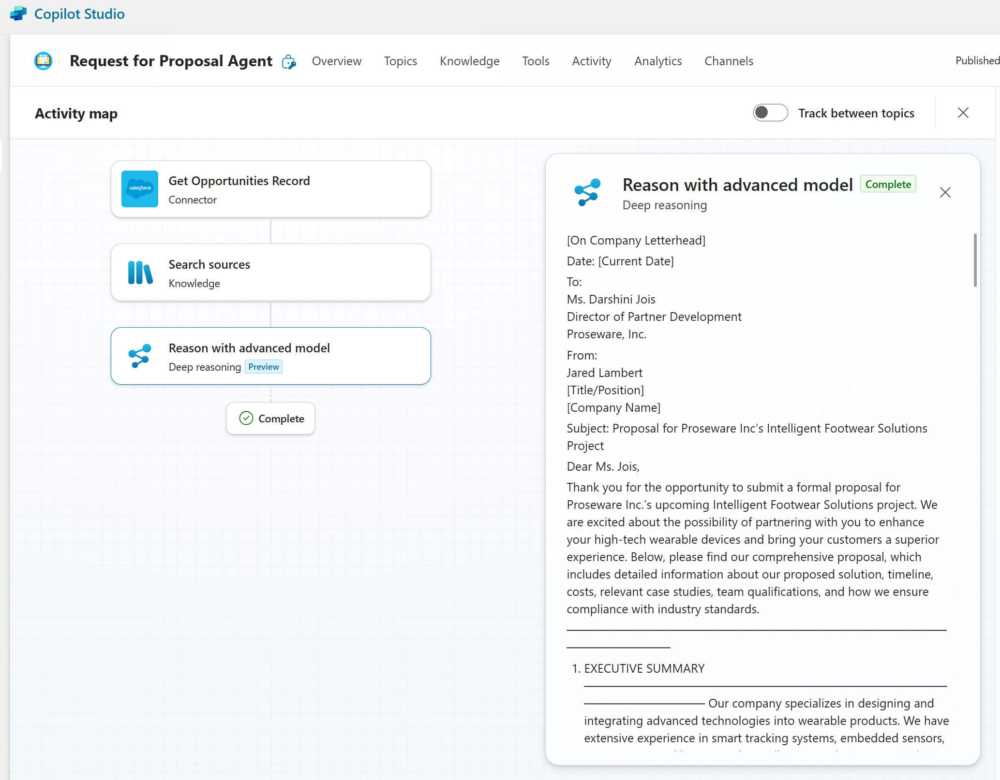 Copilot Studio
Request for Proposal Agent
Overview
Topics
Knowledge
Tools
Activity
Analytics
Channels
Published
Activity map
Track between topics
salesforce
Get Opportunities Record
Connector
Search sources
Knowledge
Reason with advanced model
Deep reasoning
Preview
Complete
Reason with advanced model
Complete
Deep reasoning
[On Company Letterhead]
Date: [Current Date]
To:
Ms. Darshini Jois
Director of Partner Development
Proseware, Inc.
From:
Jared Lambert
[Title/Position]
[Company Name]
Subject: Proposal for Proseware Inc’s Intelligent Footwear Solutions
Project
Dear Ms. Jois,
Thank you for the opportunity to submit a formal proposal for
Proseware Inc.’s upcoming Intelligent Footwear Solutions project. We
are excited about the possibility of partnering with you to enhance
your high-tech wearable devices and bring your customers a superior
experience. Below, please find our comprehensive proposal, which
includes detailed information about our proposed solution, timeline,
costs, relevant case studies, team qualifications, and how we ensure
compliance with industry standards.
1. EXECUTIVE SUMMARY
Our company specializes in designing and
integrating advanced technologies into wearable products. We have
extensive experience in smart tracking systems, embedded sensors,